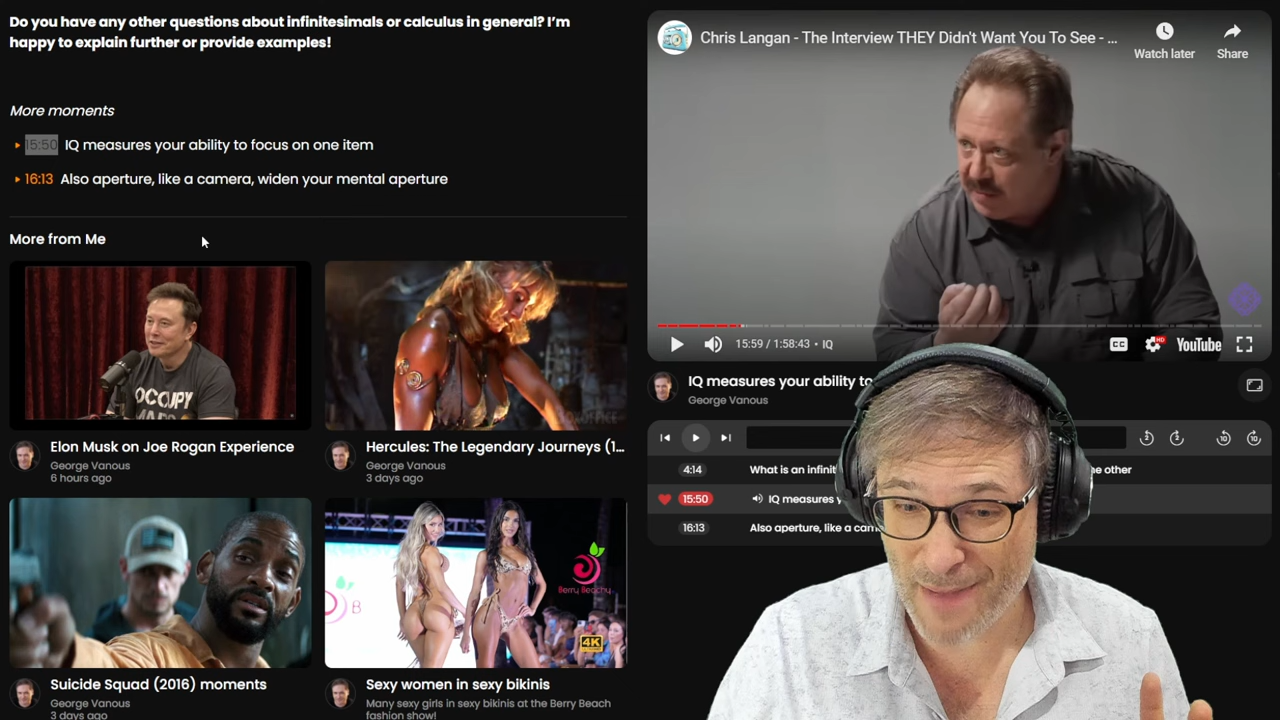 Do you have any other questions about infinitesimals or calculus in general? I'm
happy to explain further or provide examples!
More moments
15:50 IQ measures your ability to focus on one item
16:13 Also aperture, like a camera, widen your mental aperture
More from Me
OCCUPY
Elon Musk on Joe Rogan Experience
George Vanous
6 hours ago
Hercules: The Legendary Journeys (1...
George Vanous
3 days ago
Berry Beachy
4K
Suicide Squad (2016) moments
George Vanous
3 days ago
Sexy women in sexy bikinis
Many sexy girls in sexy bikinis at the Berry Beach
fashion show!
Chris Langan - The Interview THEY Didn't Want You To See - ...
Watch later
Share
15:59 / 1:58:43 • IQ
CC
HD
YouTube
IQ measures your ability to
George Vanous
4:14 What is an infinit
e other
15:50 IQ measures y
16:13 Also aperture, like a cam